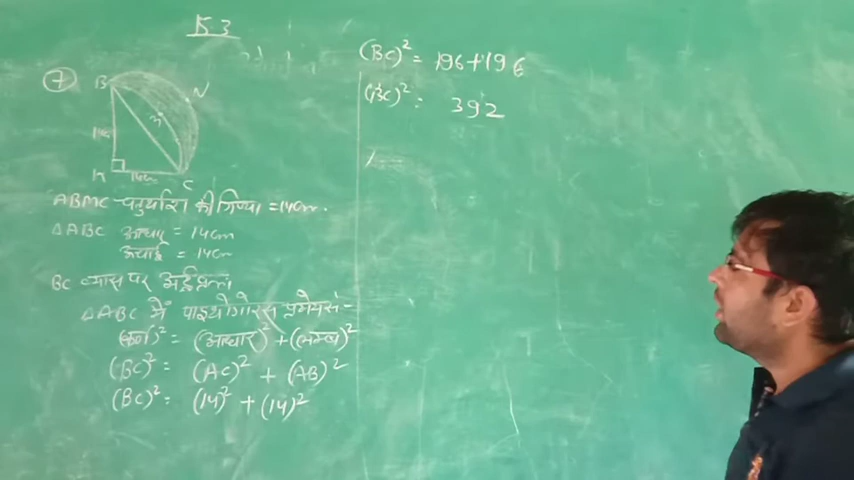 15.3
7
B
N
M
14cm
A
14cm
C
ABMC चतुर्थांश की त्रिज्या = 14cm.
△ABC आधार = 14cm
ऊंचाई = 14cm
BC व्यास पर अर्द्धवृत्त
△ABC में पाइथागोरस प्रमेय से -
(कर्ण)² = (आधार)² + (लम्ब)²
(BC)² = (AC)² + (AB)²
(BC)² = (14)² + (14)²
(BC)² = 196+196
(BC)² = 392